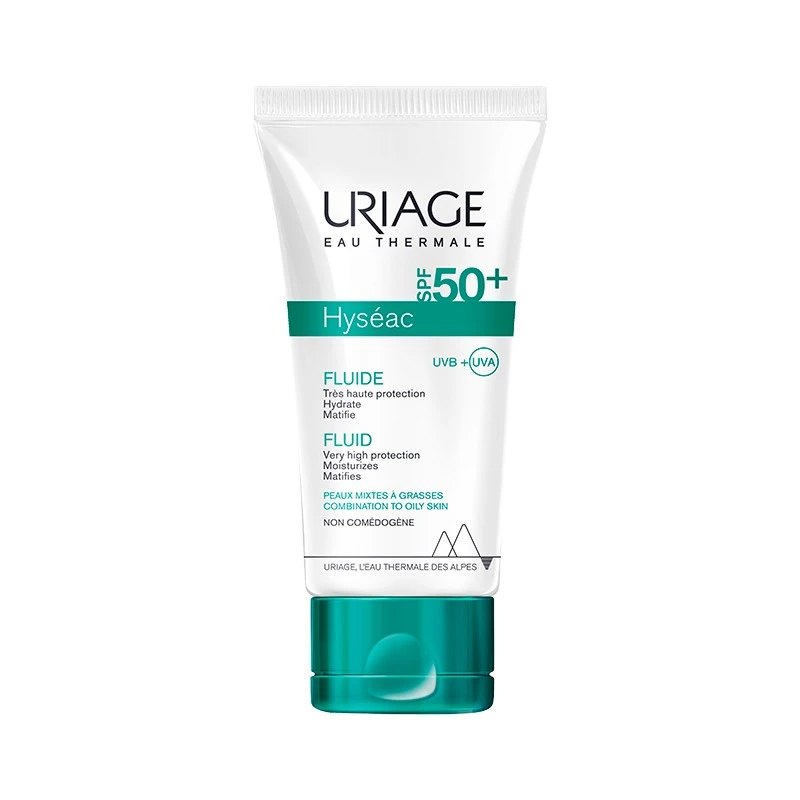 URIAGE
EAU THERMALE
SPF 50+
Hyséac
UVB + UVA
FLUIDE
Très haute protection
Hydrate
Matifie
FLUID
Very high protection
Moisturizes
Matifies
PEAUX MIXTES À GRASSES
COMBINATION TO OILY SKIN
NON COMÉDOGÈNE
URIAGE, L'EAU THERMALE DES ALPES